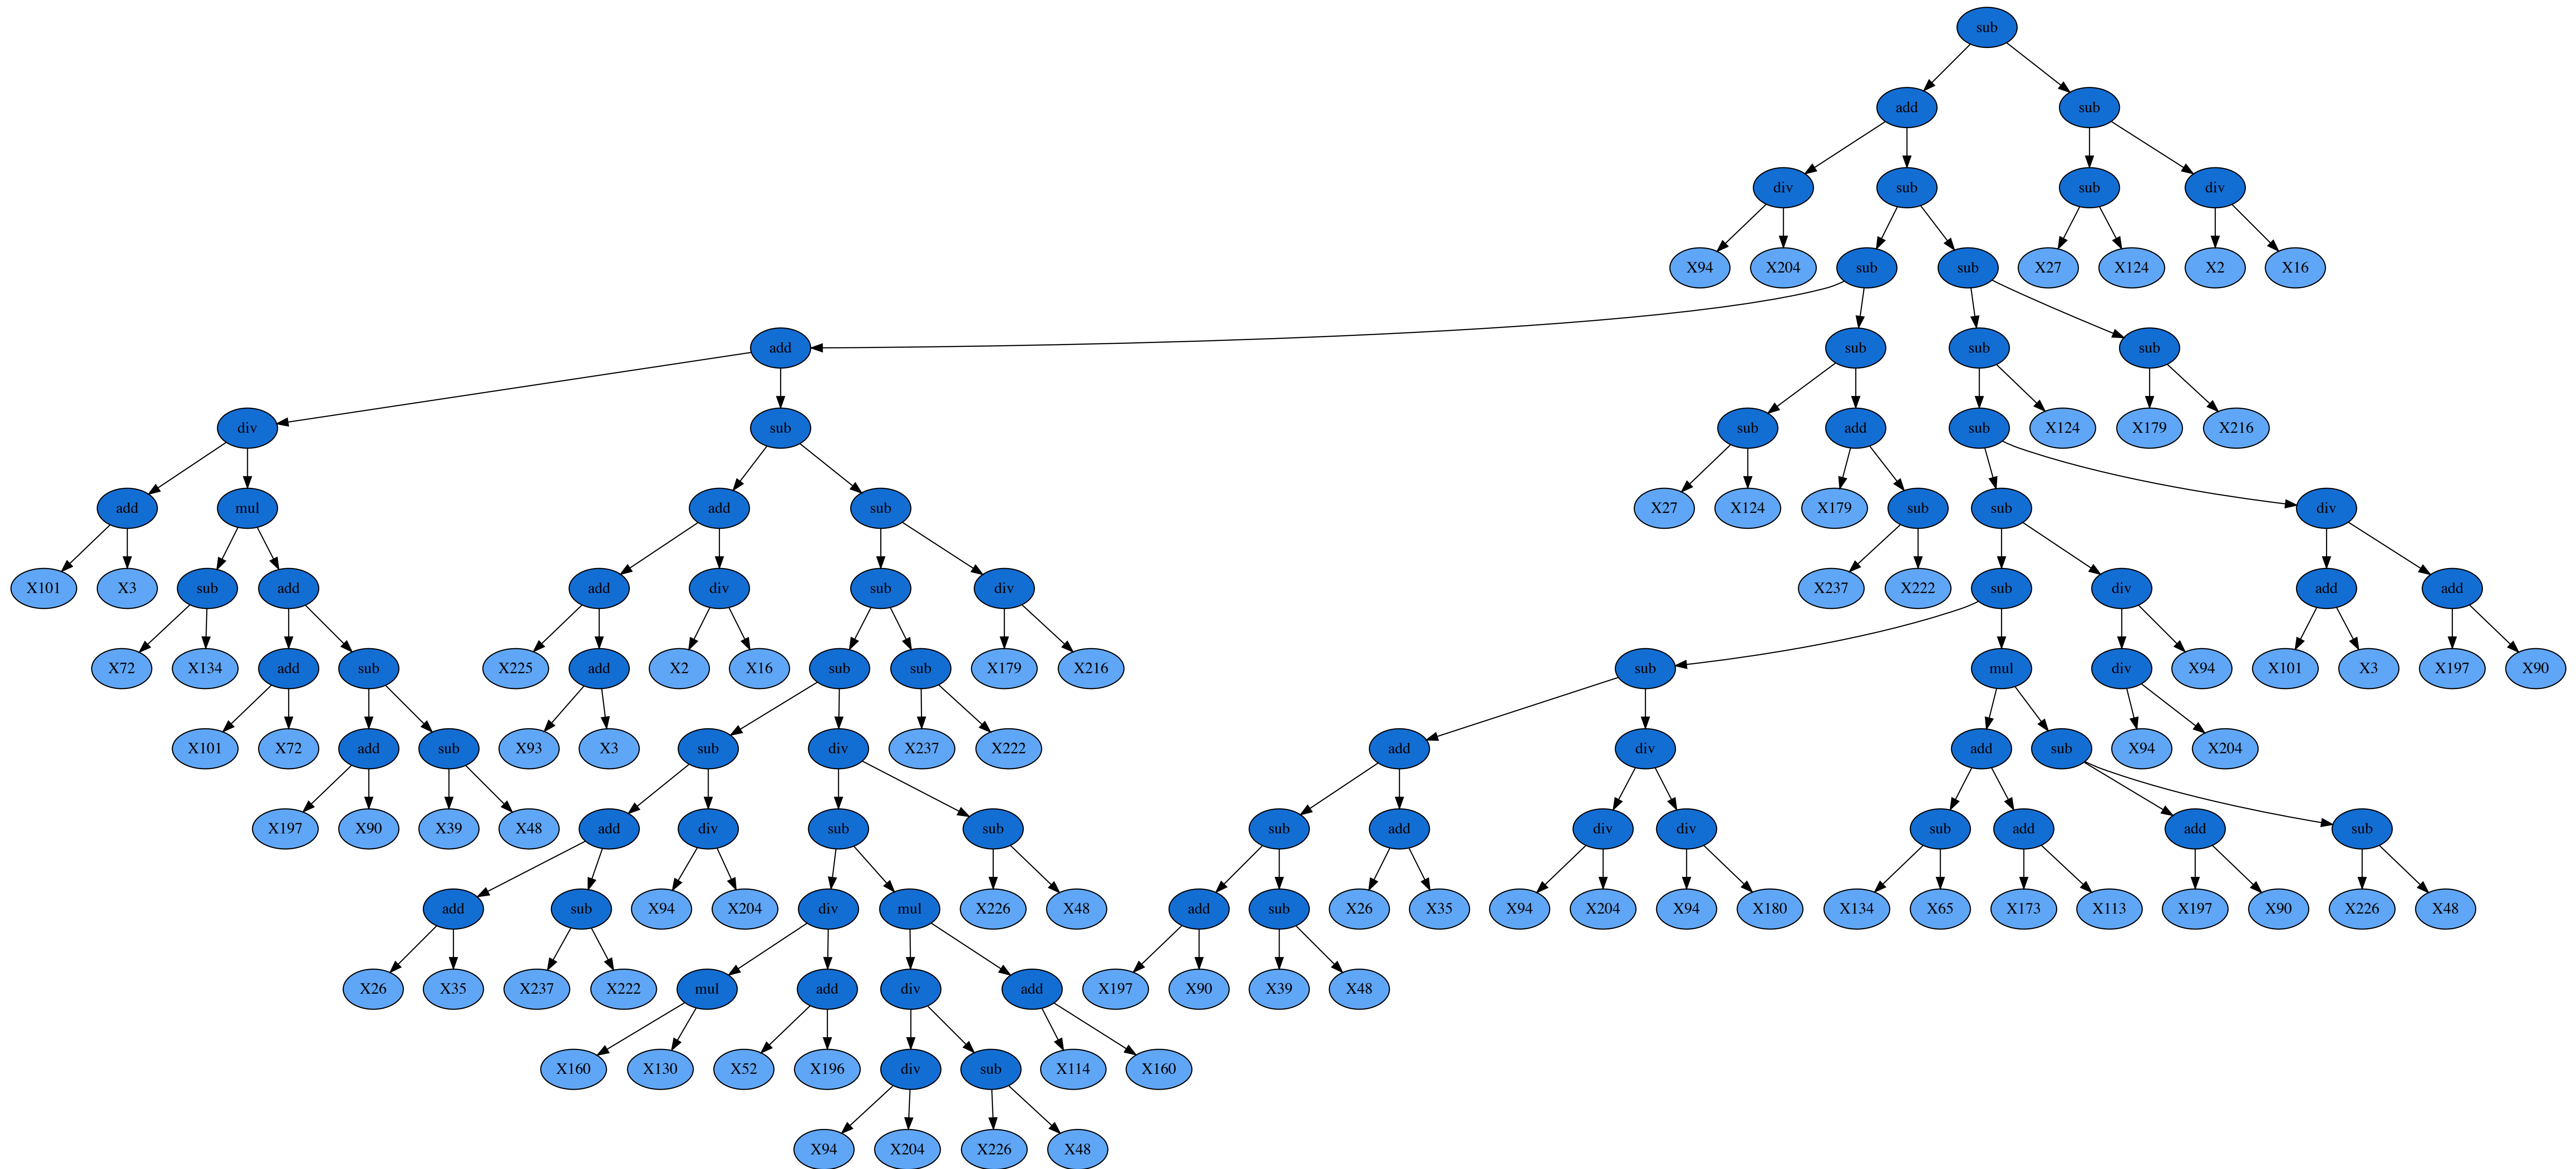 sub
add sub
div sub sub div
X94 X204 sub sub X27 X124 X2 X16
add sub sub sub
div sub sub add sub X124 X179 X216
add mul add sub X27 X124 X179 sub sub div
X101 X3 sub add add div sub div X237 X222 sub div add add
X72 X134 add sub X225 add X2 X16 sub sub X179 X216 sub mul div X94 X101 X3 X197 X90
X101 X72 add sub X93 X3 sub div X237 X222 add div add sub X94 X204
X197 X90 X39 X48 add div sub sub sub add div div sub add add sub
add sub X94 X204 div mul X226 X48 add sub X26 X35 X94 X204 X94 X180 X134 X65 X173 X113 X197 X90 X226 X48
X26 X35 X237 X222 mul add div add X197 X90 X39 X48
X160 X130 X52 X196 div sub X114 X160
X94 X204 X226 X48